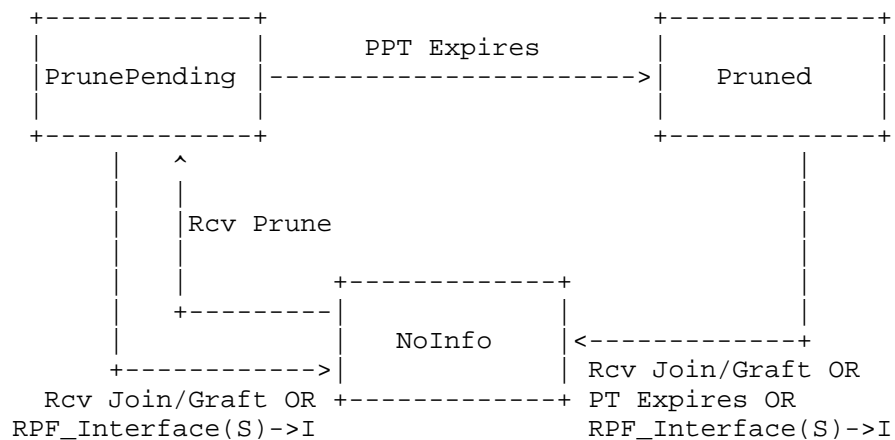 PPT Expires
PrunePending
Pruned
Rcv Prune
NoInfo
Rcv Join/Graft OR
Rcv Join/Graft OR
PT Expires OR
RPF_Interface(S)->I
RPF_Interface(S)->I